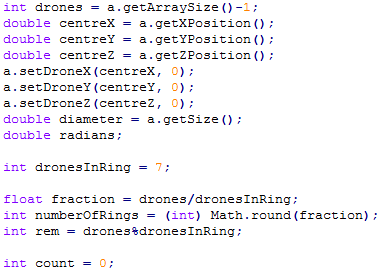 int drones = a.getArraySize()-1;
double centreX = a.getXPosition();
double centreY = a.getYPosition();
double centreZ = a.getZPosition();
a.setDroneX(centreX, 0);
a.setDroneY(centreY, 0);
a.setDroneZ(centreZ, 0);
double diameter = a.getSize();
double radians;
int dronesInRing = 7;
float fraction = drones/dronesInRing;
int numberOfRings = (int) Math.round(fraction);
int rem = drones%dronesInRing;
int count = 0;